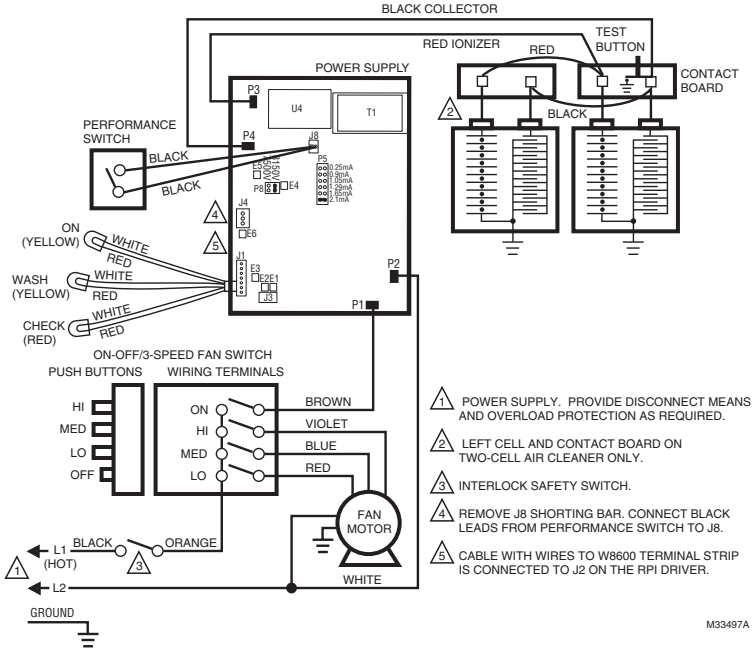 BLACK COLLECTOR
RED IONIZER
RED
TEST
BUTTON
POWER SUPPLY
CONTACT
BOARD
P3
U4
T1
2
BLACK
PERFORMANCE
SWITCH
P4
J8
BLACK
BLACK
E5
8150V
P5
0.25mA
0.9mA
1.05mA
1.29mA
1.65mA
2.1mA
P8
E4
4
J4
ON
(YELLOW)
WHITE
RED
5
E6
J1
P2
WASH
(YELLOW)
WHITE
RED
E3
E2E1
J3
P1
CHECK
(RED)
WHITE
RED
ON-OFF/3-SPEED FAN SWITCH
PUSH BUTTONS
WIRING TERMINALS
HI
MED
LO
OFF
ON
HI
MED
LO
BROWN
VIOLET
BLUE
RED
FAN
MOTOR
1 POWER SUPPLY. PROVIDE DISCONNECT MEANS
AND OVERLOAD PROTECTION AS REQUIRED.
2 LEFT CELL AND CONTACT BOARD ON
TWO-CELL AIR CLEANER ONLY.
3 INTERLOCK SAFETY SWITCH.
4 REMOVE J8 SHORTING BAR. CONNECT BLACK
LEADS FROM PERFORMANCE SWITCH TO J8.
5 CABLE WITH WIRES TO W8600 TERMINAL STRIP
IS CONNECTED TO J2 ON THE RPI DRIVER.
1
L1
(HOT)
BLACK
3
ORANGE
L2
WHITE
GROUND
M33497A